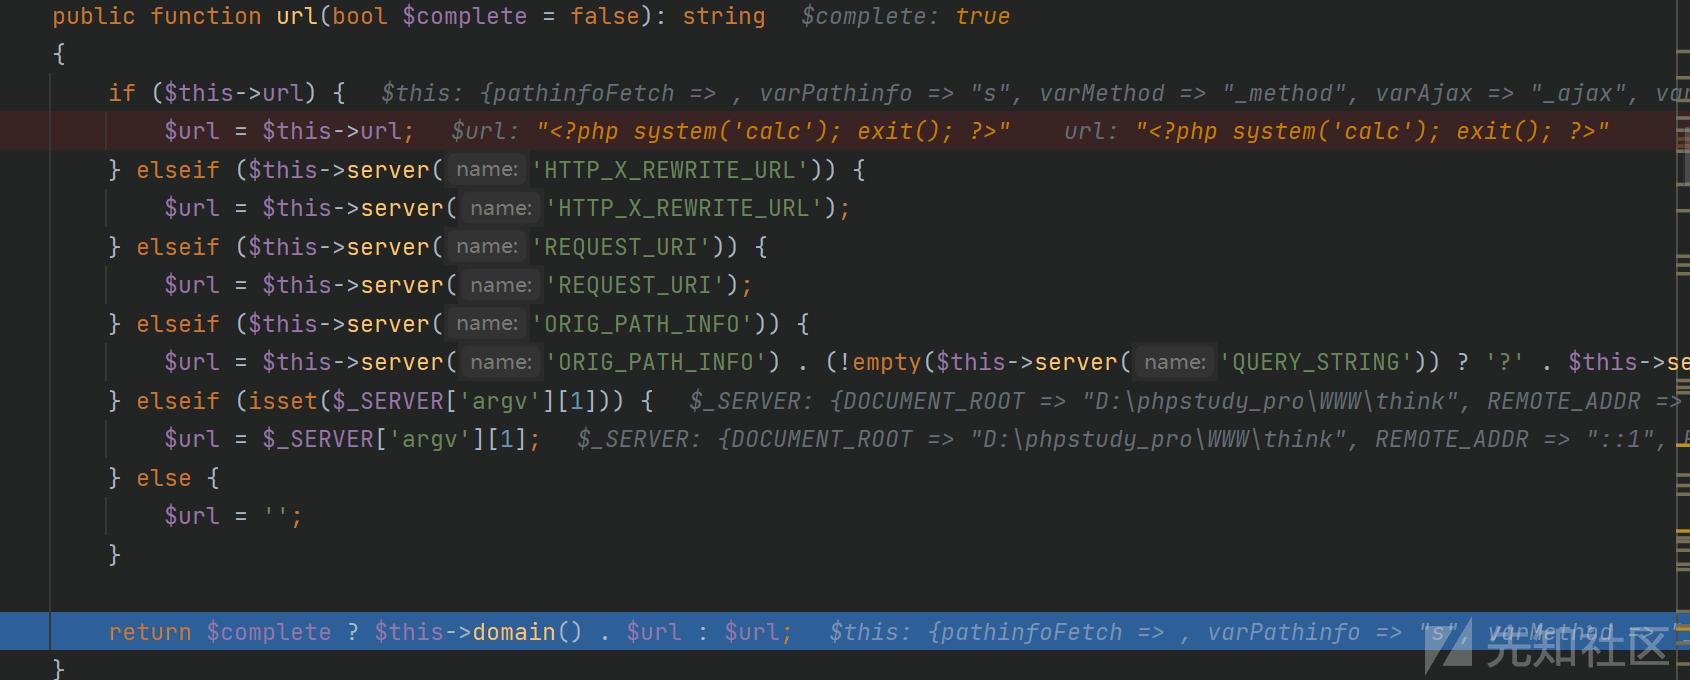 public function url(bool $complete = false): string   $complete: true
{
    if ($this->url) {   $this: {pathinfoFetch => , varPathinfo => "s", varMethod => "_method", varAjax => "_ajax", var
        $url = $this->url;   $url: "<?php system('calc'); exit(); ?>"    url: "<?php system('calc'); exit(); ?>"
    } elseif ($this->server( name: 'HTTP_X_REWRITE_URL')) {
        $url = $this->server( name: 'HTTP_X_REWRITE_URL');
    } elseif ($this->server( name: 'REQUEST_URI')) {
        $url = $this->server( name: 'REQUEST_URI');
    } elseif ($this->server( name: 'ORIG_PATH_INFO')) {
        $url = $this->server( name: 'ORIG_PATH_INFO') . (!empty($this->server( name: 'QUERY_STRING')) ? '?' . $this->se
    } elseif (isset($_SERVER['argv'][1])) {   $_SERVER: {DOCUMENT_ROOT => "D:\phpstudy_pro\WWW\think", REMOTE_ADDR =>
        $url = $_SERVER['argv'][1];   $_SERVER: {DOCUMENT_ROOT => "D:\phpstudy_pro\WWW\think", REMOTE_ADDR => "::1",
    } else {
        $url = '';
    }
    return $complete ? $this->domain() . $url : $url;   $this: {pathinfoFetch => , varPathinfo => "s", varMethod =>
}
先知社区